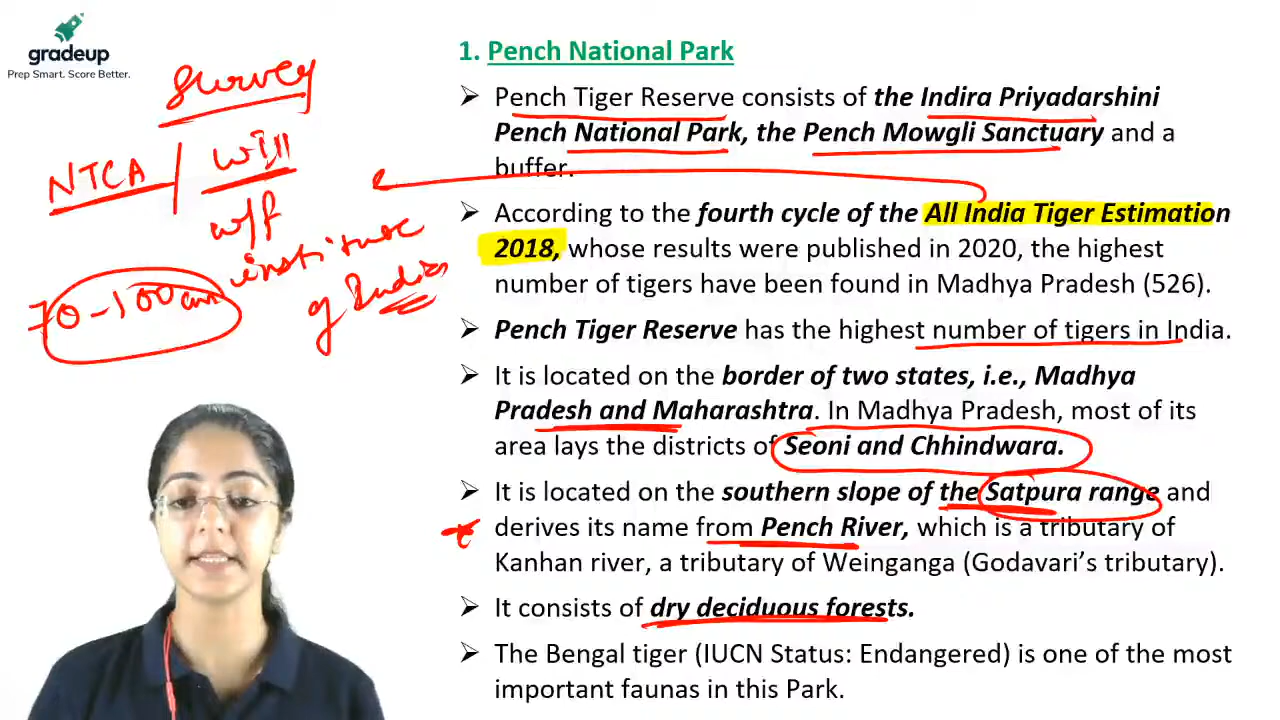 gradeup
Prep Smart. Score Better.
survey
NTCA / will
w/f
institute
of India
70-100 cm
1. Pench National Park
➢ Pench Tiger Reserve consists of the Indira Priyadarshini
Pench National Park, the Pench Mowgli Sanctuary and a
buffer.
➢ According to the fourth cycle of the All India Tiger Estimation
2018, whose results were published in 2020, the highest
number of tigers have been found in Madhya Pradesh (526).
➢ Pench Tiger Reserve has the highest number of tigers in India.
➢ It is located on the border of two states, i.e., Madhya
Pradesh and Maharashtra. In Madhya Pradesh, most of its
area lays the districts of Seoni and Chhindwara.
➢ It is located on the southern slope of the Satpura range and
derives its name from Pench River, which is a tributary of
Kanhan river, a tributary of Weinganga (Godavari's tributary).
➢ It consists of dry deciduous forests.
➢ The Bengal tiger (IUCN Status: Endangered) is one of the most
important faunas in this Park.